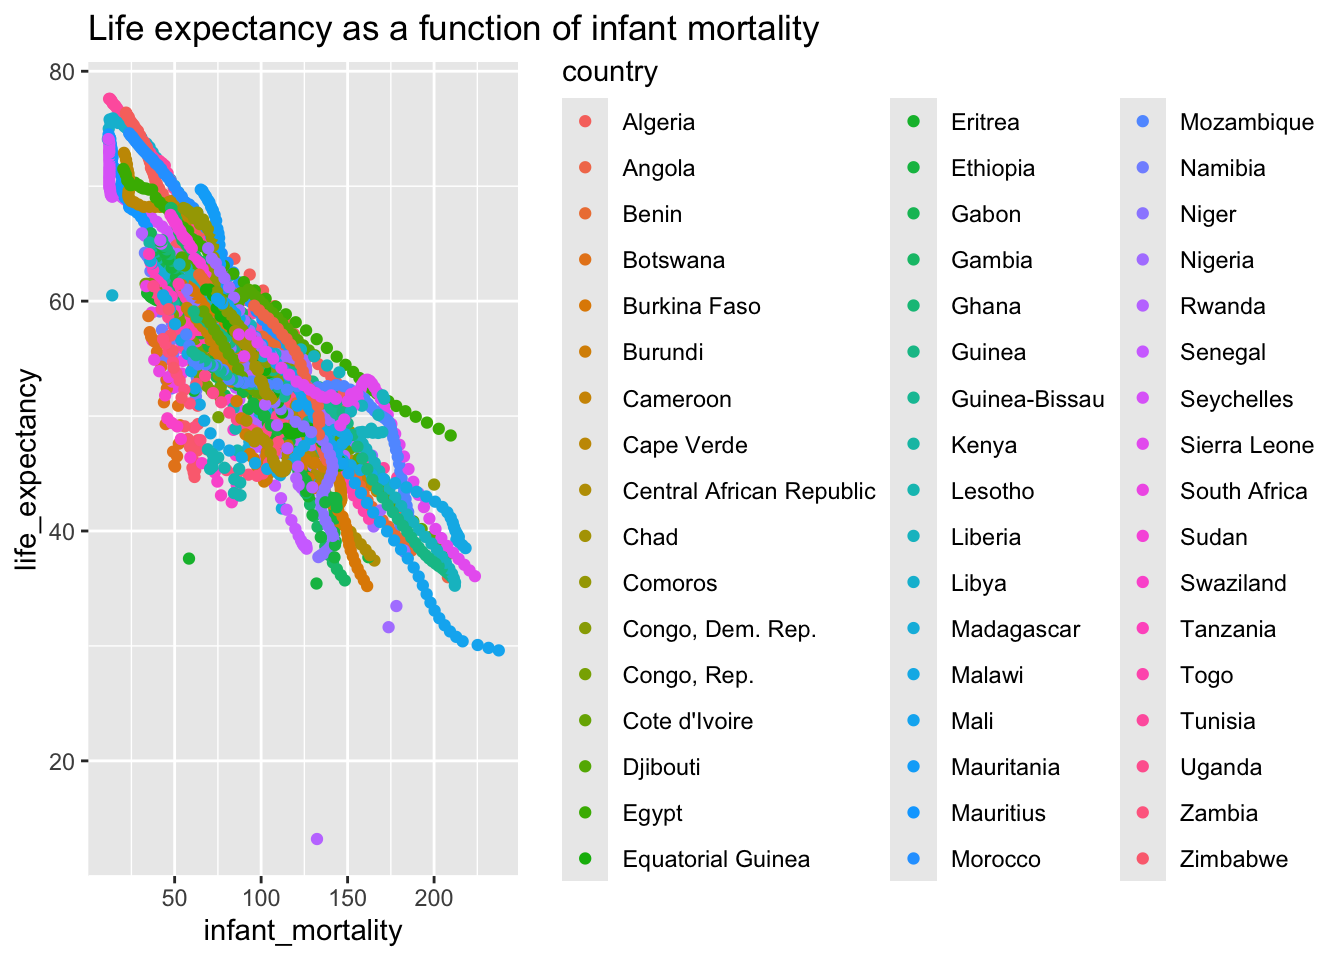 Life expectancy as a function of infant mortality
80
60
40
20
life_expectancy
50 100 150 200
infant_mortality
country
Algeria
Angola
Benin
Botswana
Burkina Faso
Burundi
Cameroon
Cape Verde
Central African Republic
Chad
Comoros
Congo, Dem. Rep.
Congo, Rep.
Cote d'Ivoire
Djibouti
Egypt
Equatorial Guinea
Eritrea
Ethiopia
Gabon
Gambia
Ghana
Guinea
Guinea-Bissau
Kenya
Lesotho
Liberia
Libya
Madagascar
Malawi
Mali
Mauritania
Mauritius
Morocco
Mozambique
Namibia
Niger
Nigeria
Rwanda
Senegal
Seychelles
Sierra Leone
South Africa
Sudan
Swaziland
Tanzania
Togo
Tunisia
Uganda
Zambia
Zimbabwe